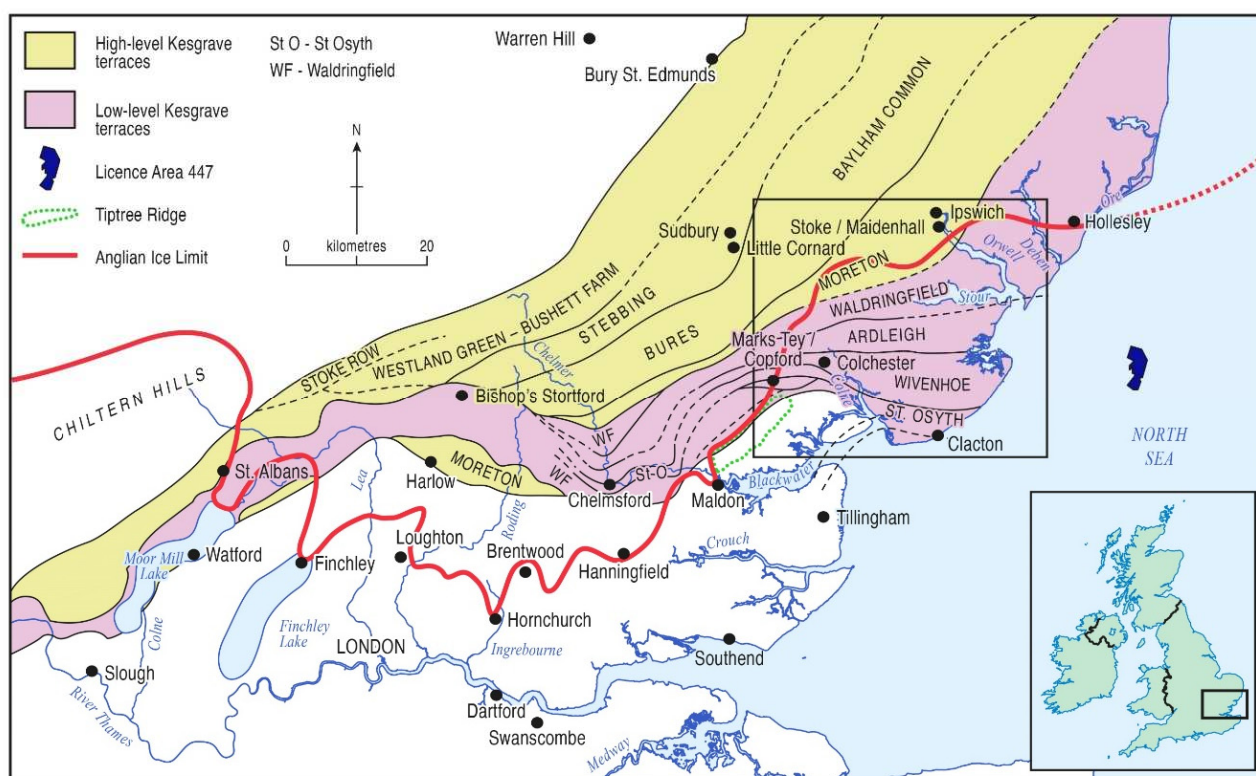 High-level Kesgrave
terraces
Low-level Kesgrave
terraces
Licence Area 447
Tiptree Ridge
Anglian Ice Limit
St O - St Osyth
WF - Waldringfield
N
0 kilometres 20
Warren Hill
Bury St. Edmunds
BAYLHAM COMMON
Sudbury
Little Cornard
Ipswich
Stoke / Maidenhall
Hollesley
Ore
Deben
Orwell
Stour
MORETON
WALDRINGFIELD
ARDLEIGH
Marks Tey /
Copford
Colchester
Colne
WIVENHOE
ST. OSYTH
Clacton
NORTH
SEA
CHILTERN HILLS
STOKE ROW
WESTLAND GREEN - BUSHETT FARM
STEBBING
BURES
Chelmer
Bishop's Stortford
WF
WF
St-O
Chelmsford
Maldon
Blackwater
Tillingham
St. Albans
Harlow
MORETON
Lea
Roding
Moor Mill
Lake
Watford
Finchley
Loughton
Brentwood
Hanningfield
Crouch
Hornchurch
Colne
Finchley
Lake
LONDON
Ingrebourne
Southend
Slough
River Thames
Dartford
Swanscombe
Medway